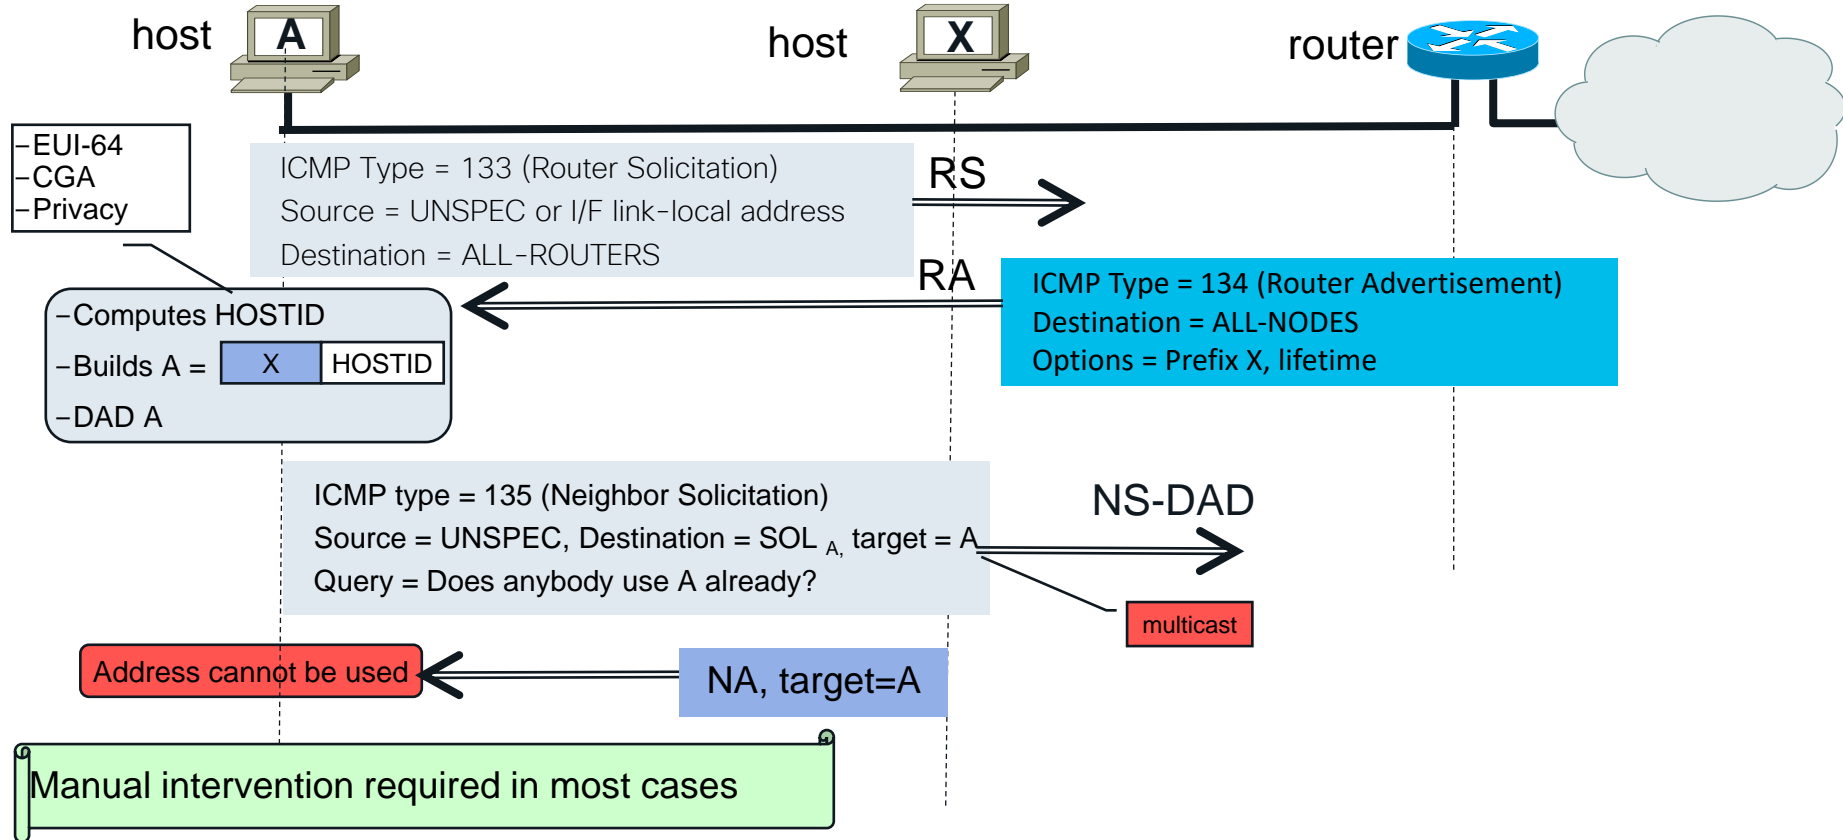 host
A
host
X
router
–EUI-64
–CGA
–Privacy
ICMP Type = 133 (Router Solicitation)
Source = UNSPEC or I/F link-local address
Destination = ALL-ROUTERS
RS
RA
ICMP Type = 134 (Router Advertisement)
Destination = ALL-NODES
Options = Prefix X, lifetime
–Computes HOSTID
–Builds A = X HOSTID
–DAD A
ICMP type = 135 (Neighbor Solicitation)
Source = UNSPEC, Destination = SOL A, target = A
Query = Does anybody use A already?
NS-DAD
multicast
Address cannot be used
NA, target=A
Manual intervention required in most cases